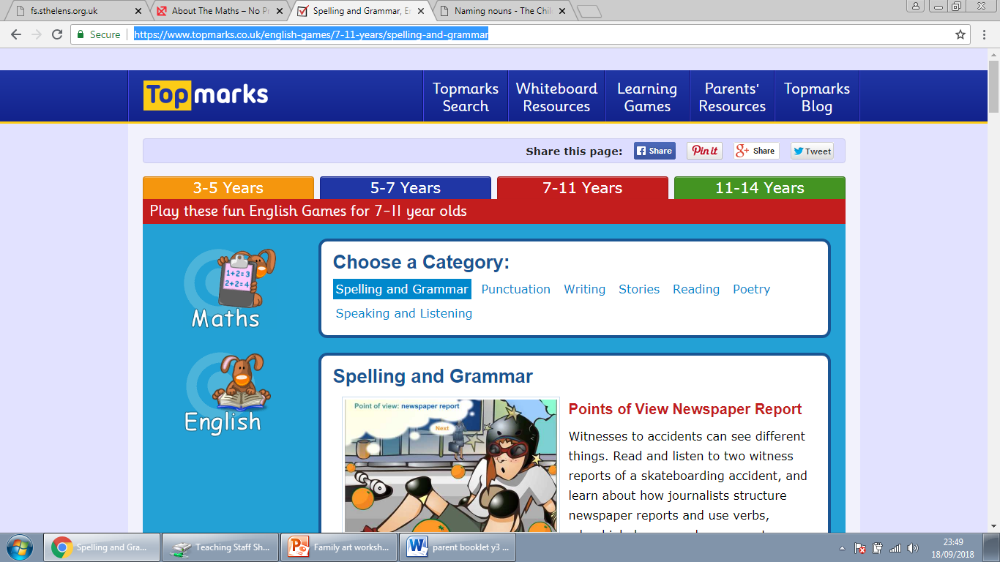 fs.sthelens.org.uk
About The Maths – No Pr
Spelling and Grammar, En
Naming nouns - The Chil
Secure
https://www.topmarks.co.uk/english-games/7-11-years/spelling-and-grammar
Topmarks
Topmarks Search
Whiteboard Resources
Learning Games
Parents' Resources
Topmarks Blog
Share this page:
Share
Pin it
g+ Share
Tweet
3-5 Years
5-7 Years
7-11 Years
11-14 Years
Play these fun English Games for 7-11 year olds
1+2=3
2+2=4
Maths
English
Choose a Category:
Spelling and Grammar
Punctuation
Writing
Stories
Reading
Poetry
Speaking and Listening
Spelling and Grammar
Point of view: newspaper report
Next
Points of View Newspaper Report
Witnesses to accidents can see different
things. Read and listen to two witness
reports of a skateboarding accident, and
learn about how journalists structure
newspaper reports and use verbs,
Spelling and Gra...
Teaching Staff Sh...
Family art worksh...
parent booklet y3 ...
23:49
18/09/2018